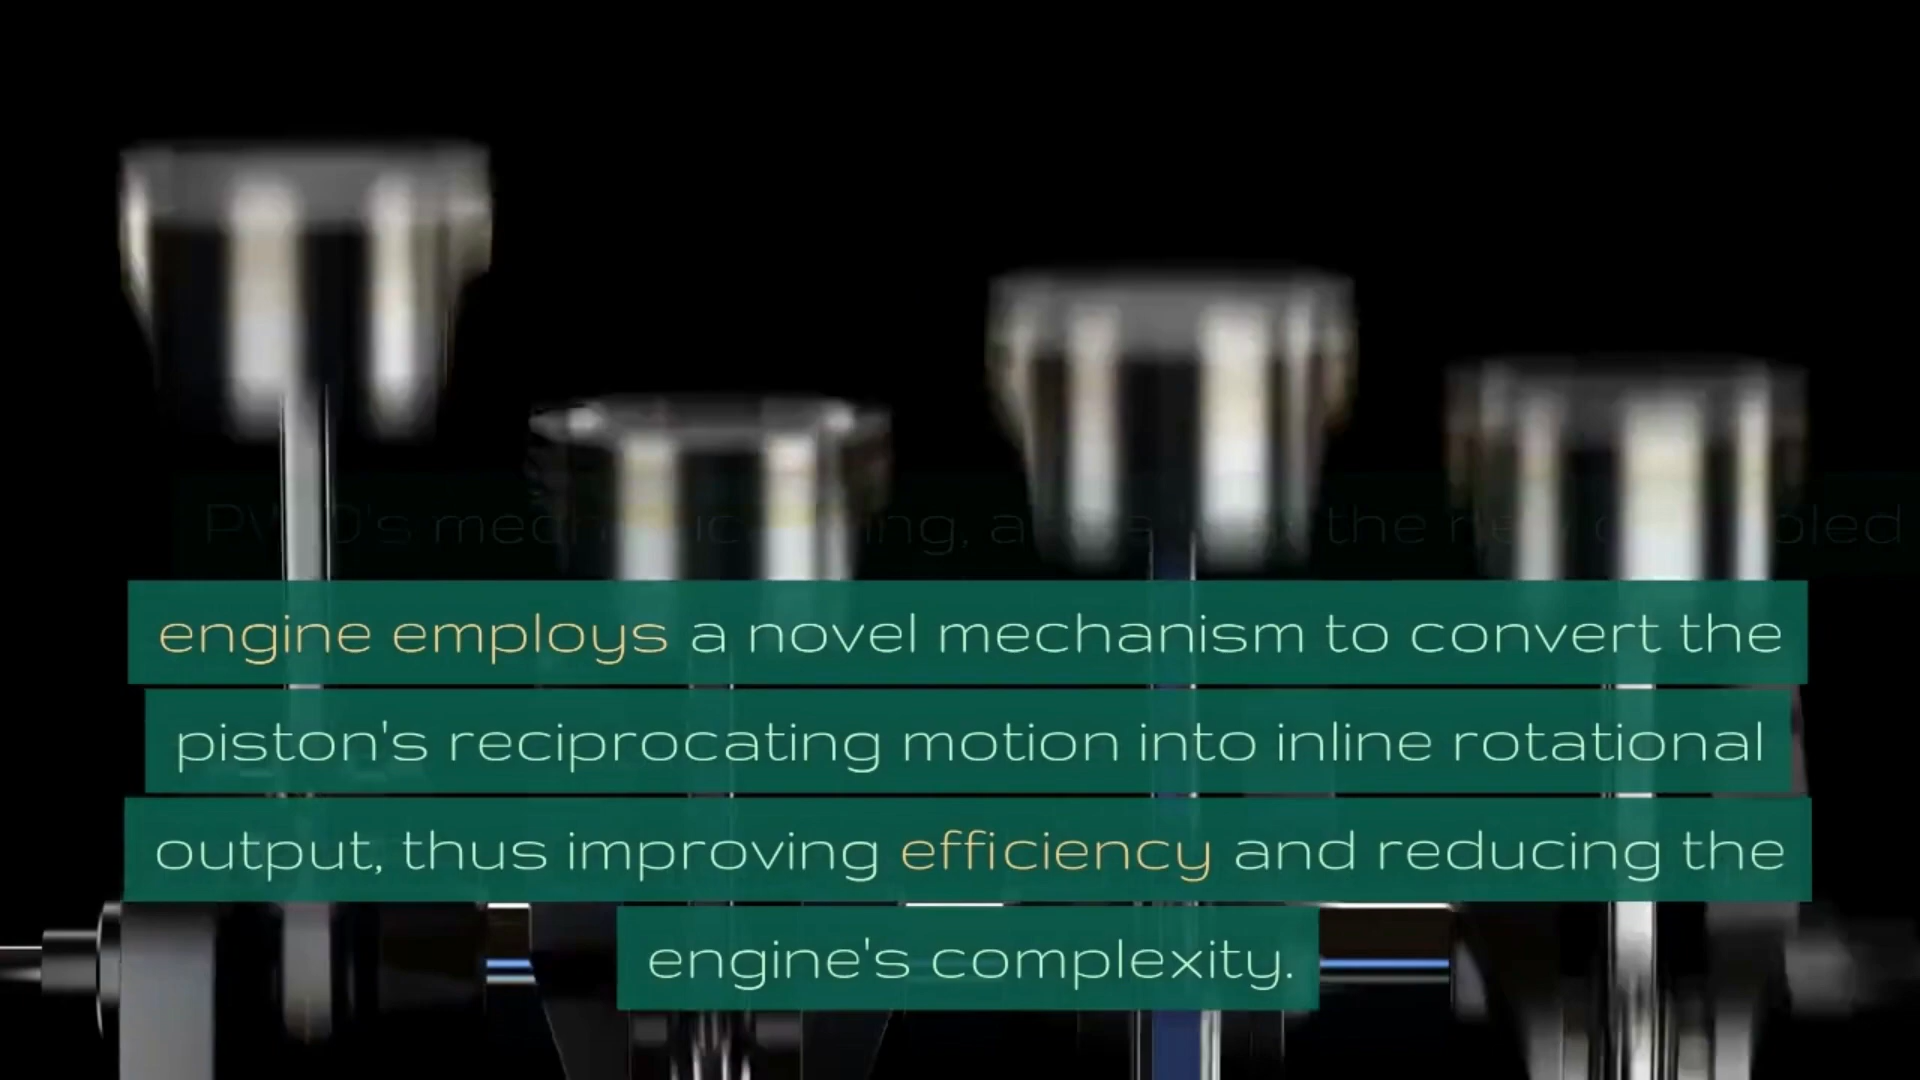 the
engine employs a novel mechanism to convert the
piston's reciprocating motion into inline rotational
output, thus improving efficiency and reducing the
engine's complexity.